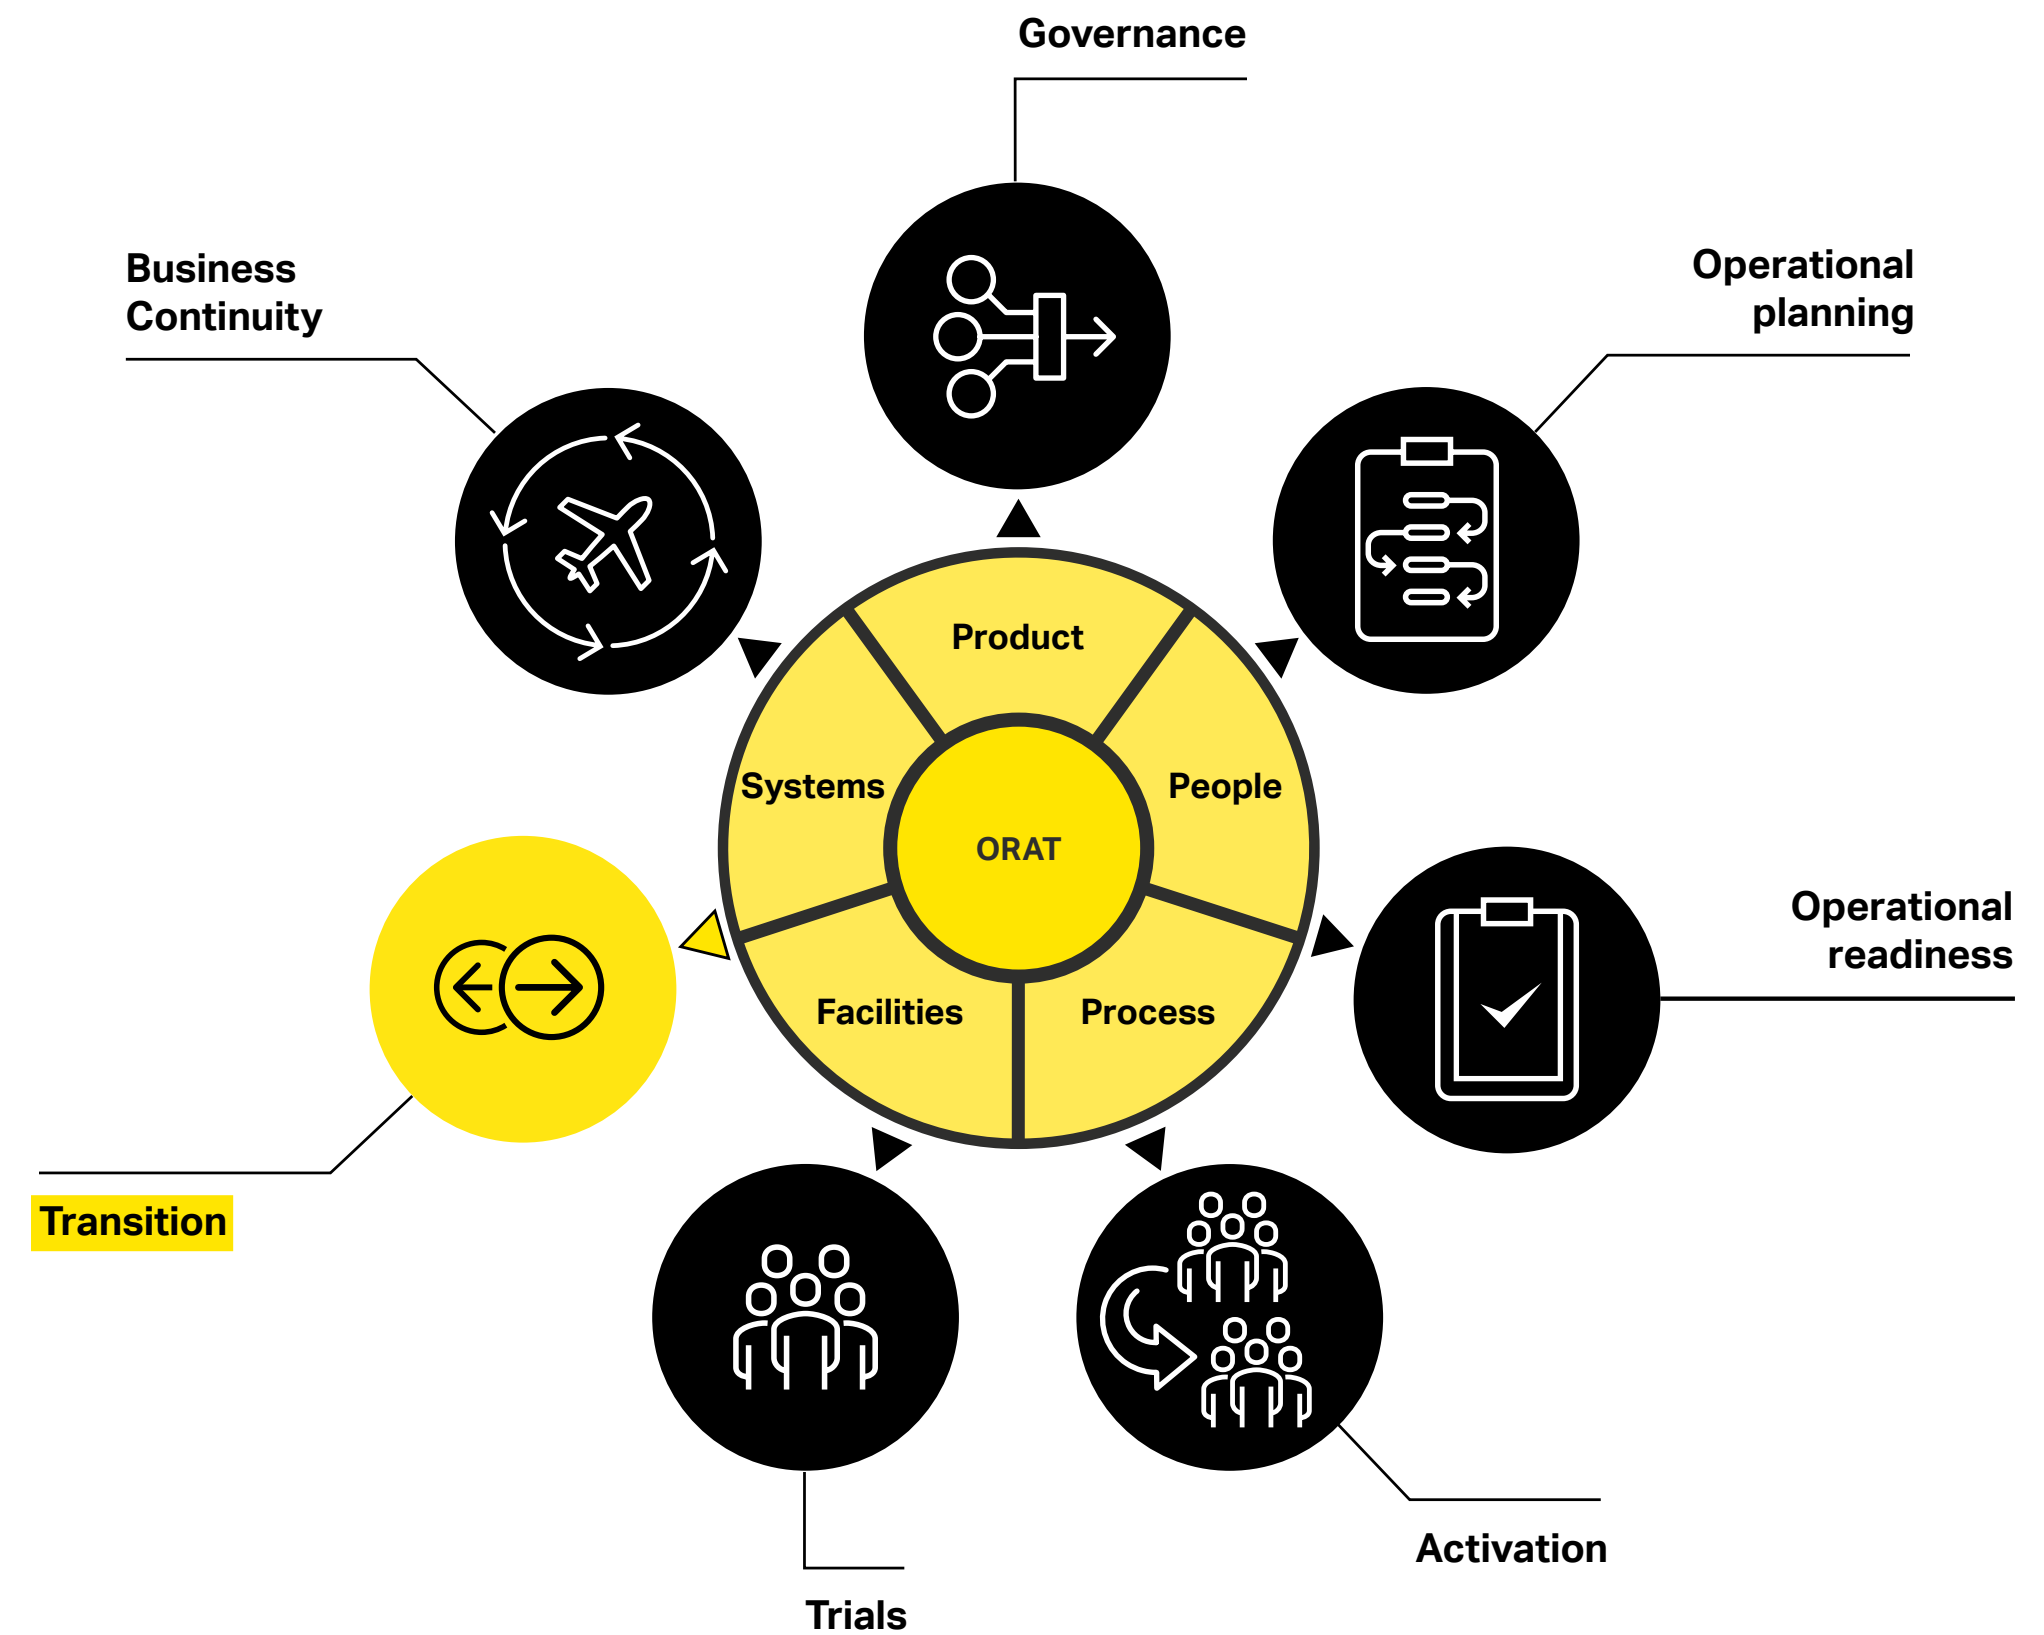 Governance
Business
Continuity
Operational
planning
Product
Systems
People
ORAT
Operational
readiness
Facilities
Process
Transition
Activation
Trials